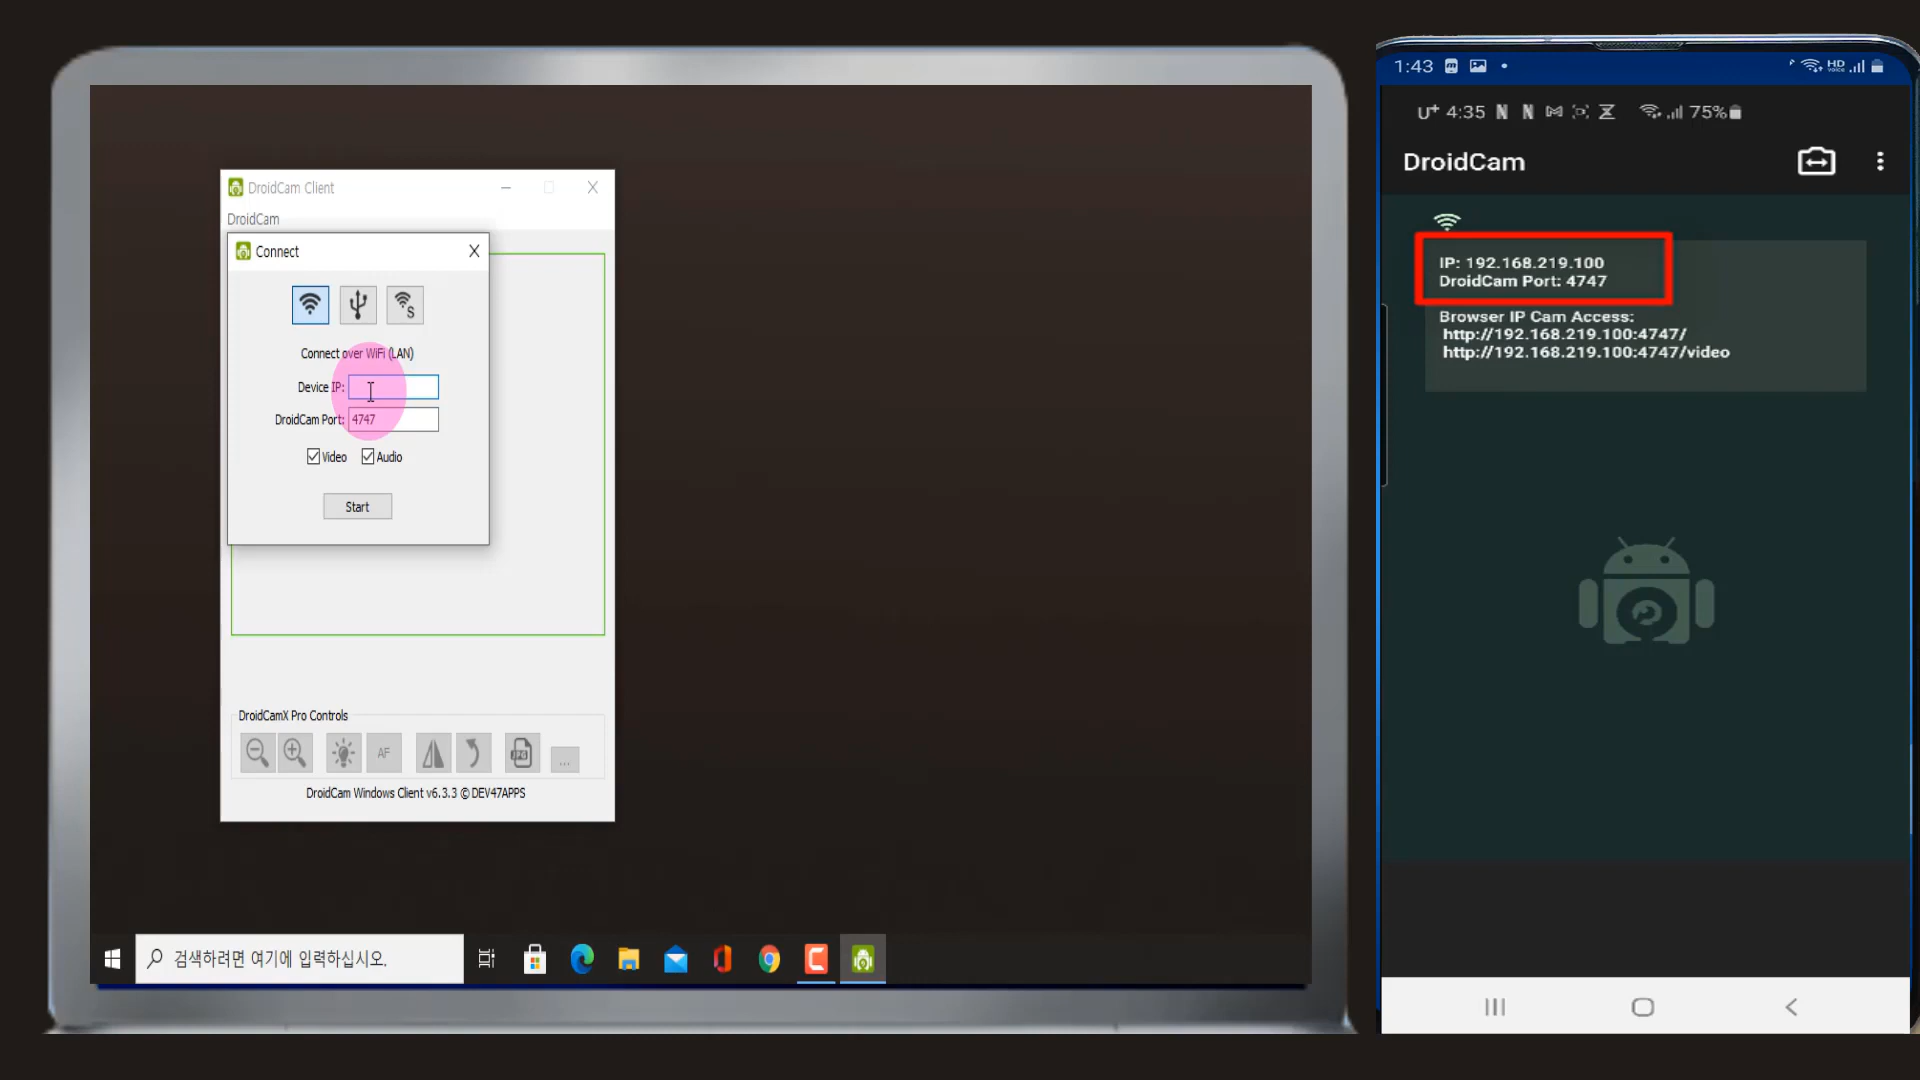 DroidCam Client
DroidCam
Connect
S
Connect over WiFi (LAN)
Device IP:
DroidCam Port: 4747
Video Audio
Start
DroidCamX Pro Controls
AF
JPG
...
DroidCam Windows Client v6.3.3 © DEV47APPS
검색하려면 여기에 입력하십시오.
1:43
HD
voice
U+ 4:35 N N 75%
DroidCam
IP: 192.168.219.100
DroidCam Port: 4747
Browser IP Cam Access:
http://192.168.219.100:4747/
http://192.168.219.100:4747/video